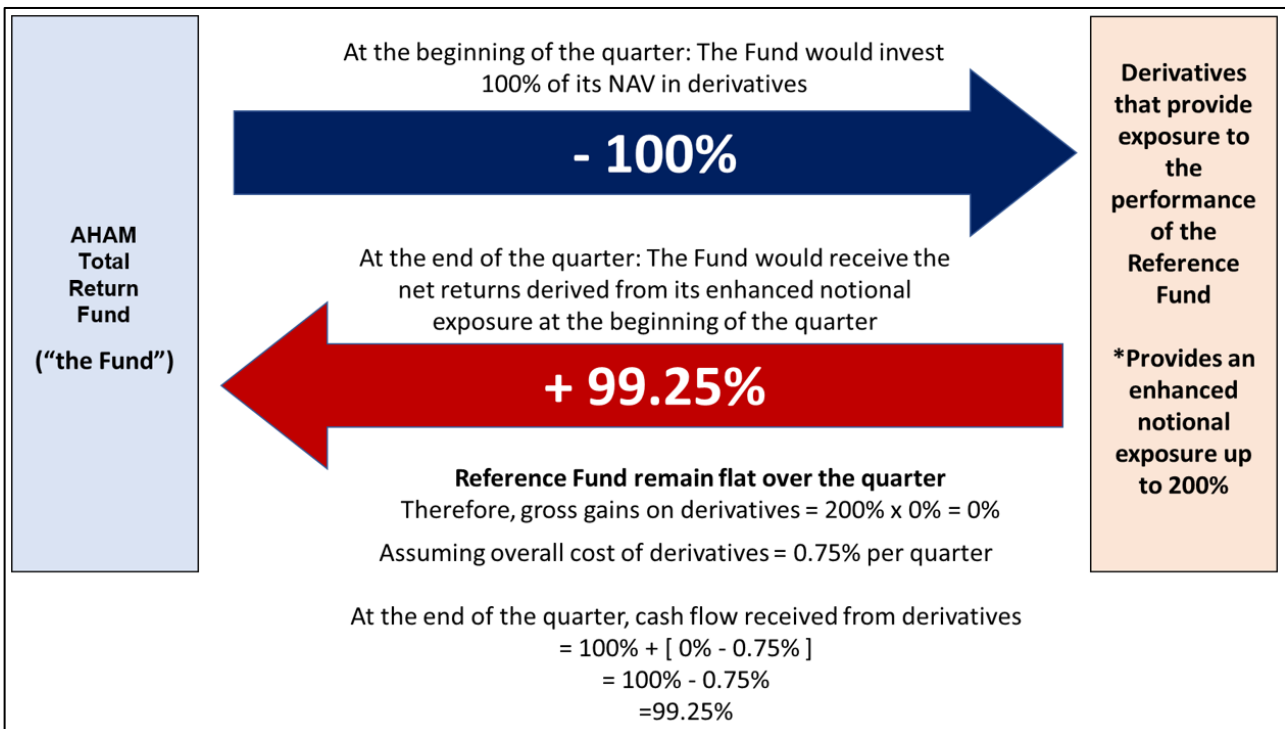 At the beginning of the quarter: The Fund would invest
100% of its NAV in derivatives
- 100%
AHAM
Total
Return
Fund
(“the Fund”)
At the end of the quarter: The Fund would receive the
net returns derived from its enhanced notional
exposure at the beginning of the quarter
+ 99.25%
Reference Fund remain flat over the quarter
Therefore, gross gains on derivatives = 200% x 0% = 0%
Assuming overall cost of derivatives = 0.75% per quarter
At the end of the quarter, cash flow received from derivatives
= 100% + [ 0% - 0.75% ]
= 100% - 0.75%
=99.25%
Derivatives
that provide
exposure to
the
performance
of the
Reference
Fund
*Provides an
enhanced
notional
exposure up
to 200%